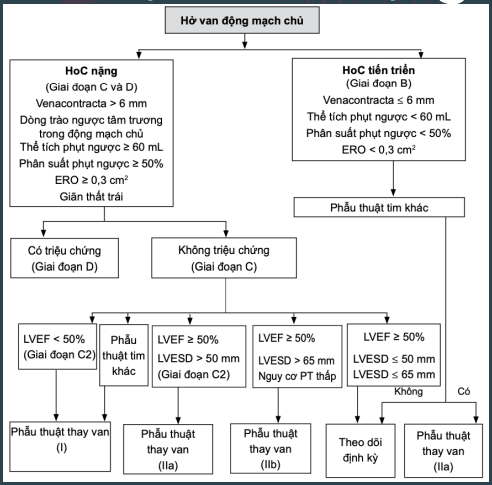 Hở van động mạch chủ
HoC nặng
(Giai đoạn C và D)
Venacontracta > 6 mm
Dòng trào ngược tâm trương
trong động mạch chủ
Thể tích phụt ngược ≥ 60 mL
Phân suất phụt ngược ≥ 50%
ERO ≥ 0,3 cm²
Giãn thất trái
HoC tiến triển
(Giai đoạn B)
Venacontracta ≤ 6 mm
Thể tích phụt ngược < 60 mL
Phân suất phụt ngược < 50%
ERO < 0,3 cm²
Phẫu thuật tim khác
Có triệu chứng
(Giai đoạn D)
Không triệu chứng
(Giai đoạn C)
LVEF < 50%
(Giai đoạn C2)
Phẫu
thuật tim
khác
LVEF ≥ 50%
LVESD > 50 mm
(Giai đoạn C2)
LVEF ≥ 50%
LVESD > 65 mm
Nguy cơ PT thấp
LVEF ≥ 50%
LVESD ≤ 50 mm
LVESD ≤ 65 mm
Không
Có
Phẫu thuật thay van
(I)
Phẫu thuật
thay van
(IIa)
Phẫu thuật
thay van
(IIb)
Theo dõi
định kỳ
Phẫu thuật
thay van
(IIa)